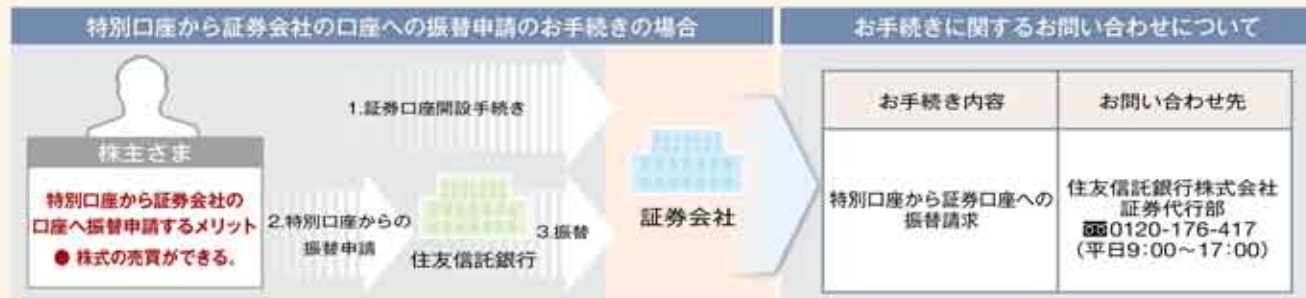 特別口座から証券会社の口座への振替申請のお手続きの場合
株主さま
特別口座から証券会社の
口座へ振替申請するメリット
● 株式の売買ができる。
1.証券口座開設手続き
2.特別口座からの
振替申請
住友信託銀行
3.振替
証券会社
お手続きに関するお問い合わせについて
お手続き内容
お問い合わせ先
特別口座から証券口座への
振替請求
住友信託銀行株式会社
証券代行部
0120-176-417
(平日9:00~17:00)